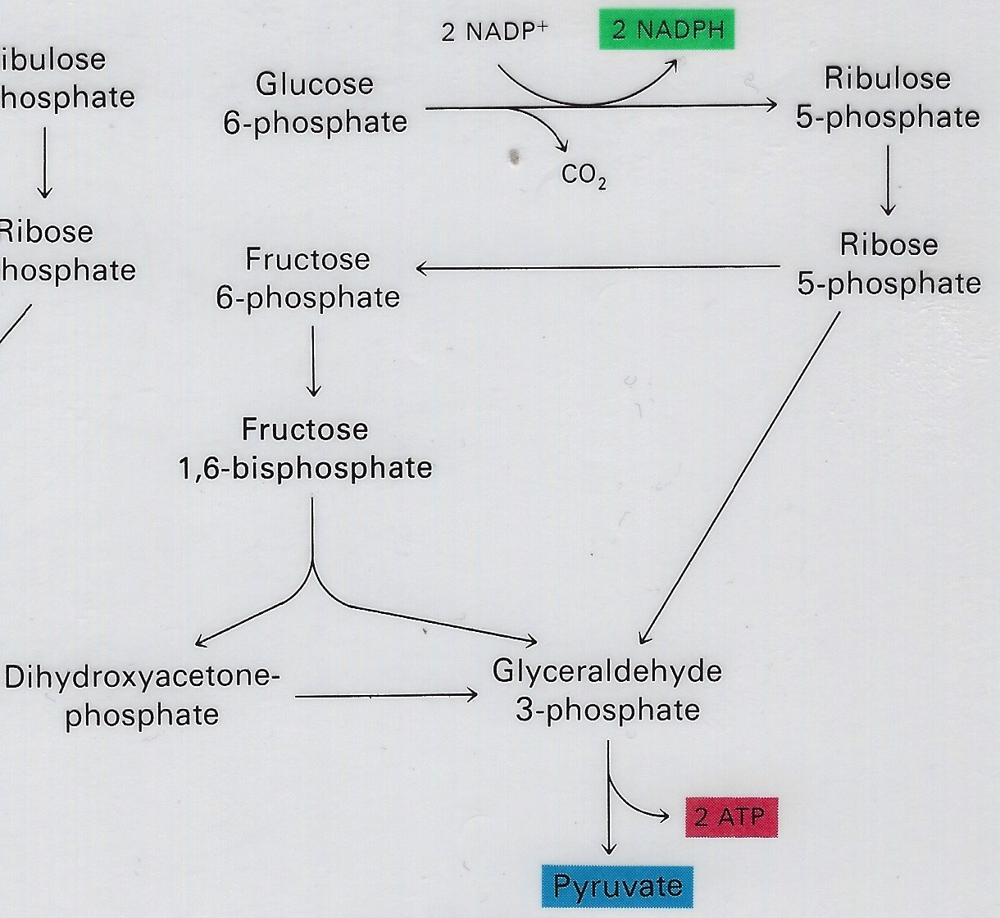 ibulose
hosphate
Ribose
hosphate
2 NADP⁺
2 NADPH
Glucose
6-phosphate
CO₂
Ribulose
5-phosphate
Ribose
5-phosphate
Fructose
6-phosphate
Fructose
1,6-bisphosphate
Dihydroxyacetone-
phosphate
Glyceraldehyde
3-phosphate
2 ATP
Pyruvate